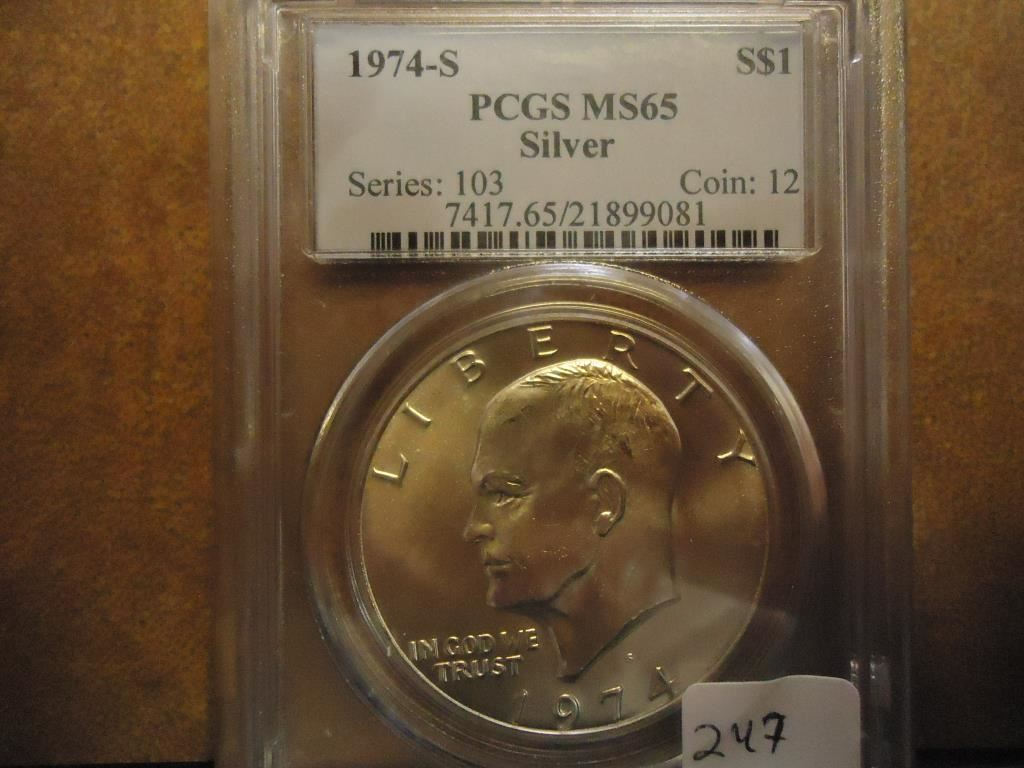 1974-S S$1
PCGS MS65
Silver
Series: 103 Coin: 12
7417.65/21899081
LIBERTY
IN GOD WE
TRUST
S
1974
247